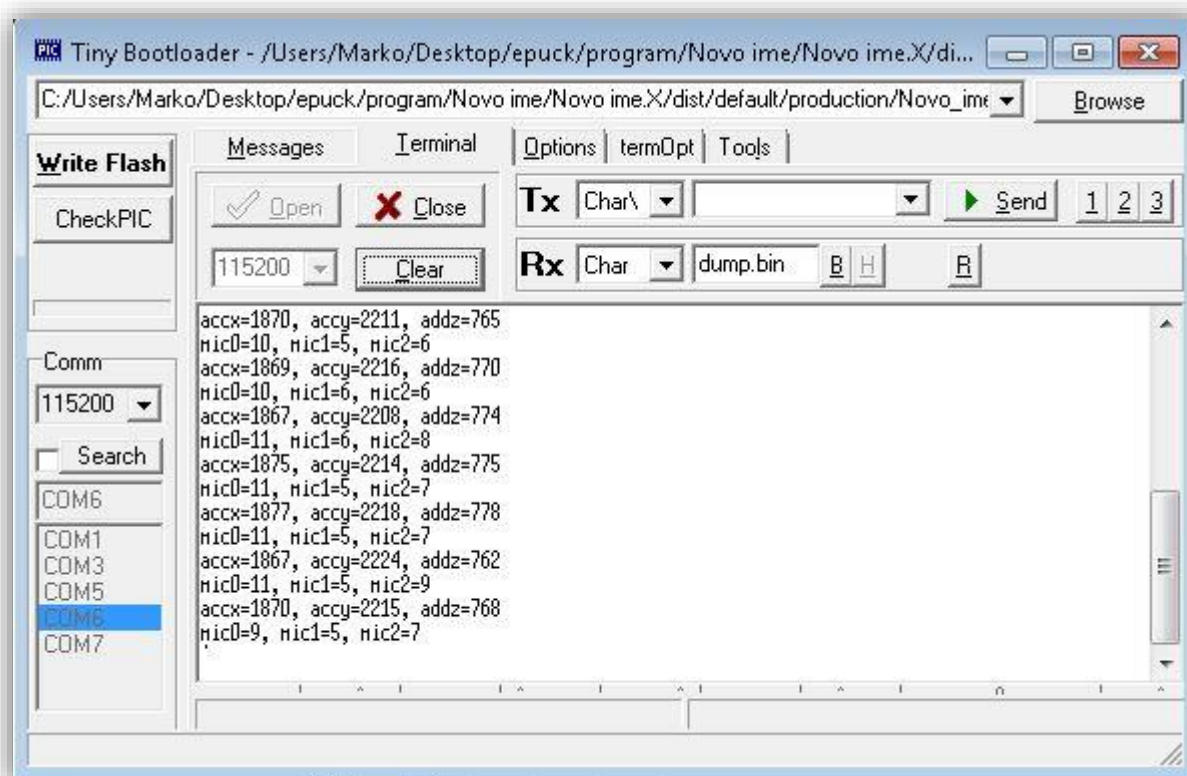 Tiny Bootloader - /Users/Marko/Desktop/epuck/program/Novo ime/Novo ime.X/di...
C:/Users/Marko/Desktop/epuck/program/Novo ime/Novo ime.X/dist/default/production/Novo_ime
Browse
Write Flash
CheckPIC
Messages
Terminal
Options
termOpt
Tools
Open
Close
Tx
Char\
Send
1
2
3
115200
Clear
Rx
Char
dump.bin
B
H
R
accx=1870, accy=2211, addz=765
mic0=10, mic1=5, mic2=6
accx=1869, accy=2216, addz=770
mic0=10, mic1=6, mic2=6
accx=1867, accy=2208, addz=774
mic0=11, mic1=6, mic2=8
accx=1875, accy=2214, addz=775
mic0=11, mic1=5, mic2=7
accx=1877, accy=2218, addz=778
mic0=11, mic1=5, mic2=7
accx=1867, accy=2224, addz=762
mic0=11, mic1=5, mic2=9
accx=1870, accy=2215, addz=768
mic0=9, mic1=5, mic2=7
Comm
115200
Search
COM6
COM1
COM3
COM5
COM6
COM7